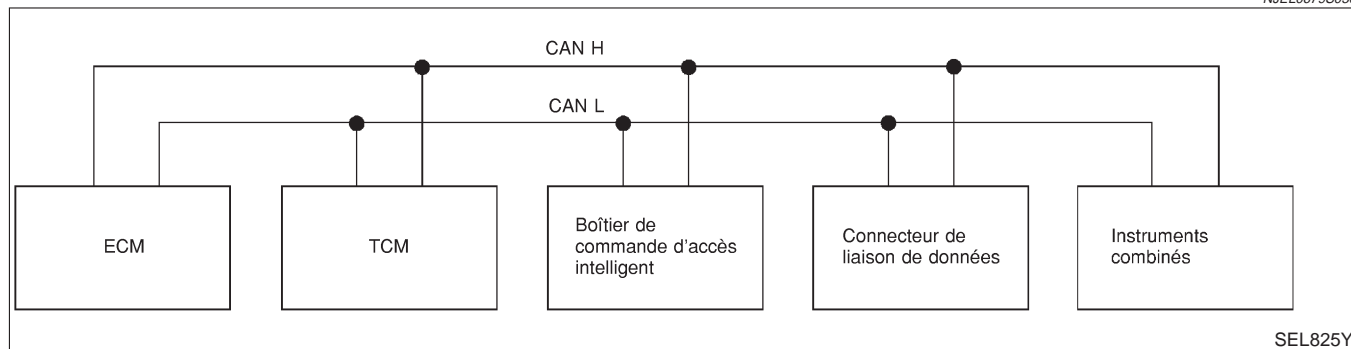 CAN H
CAN L
ECM
TCM
Boîtier de
commande d'accès
intelligent
Connecteur de
liaison de données
Instruments
combinés
SEL825Y